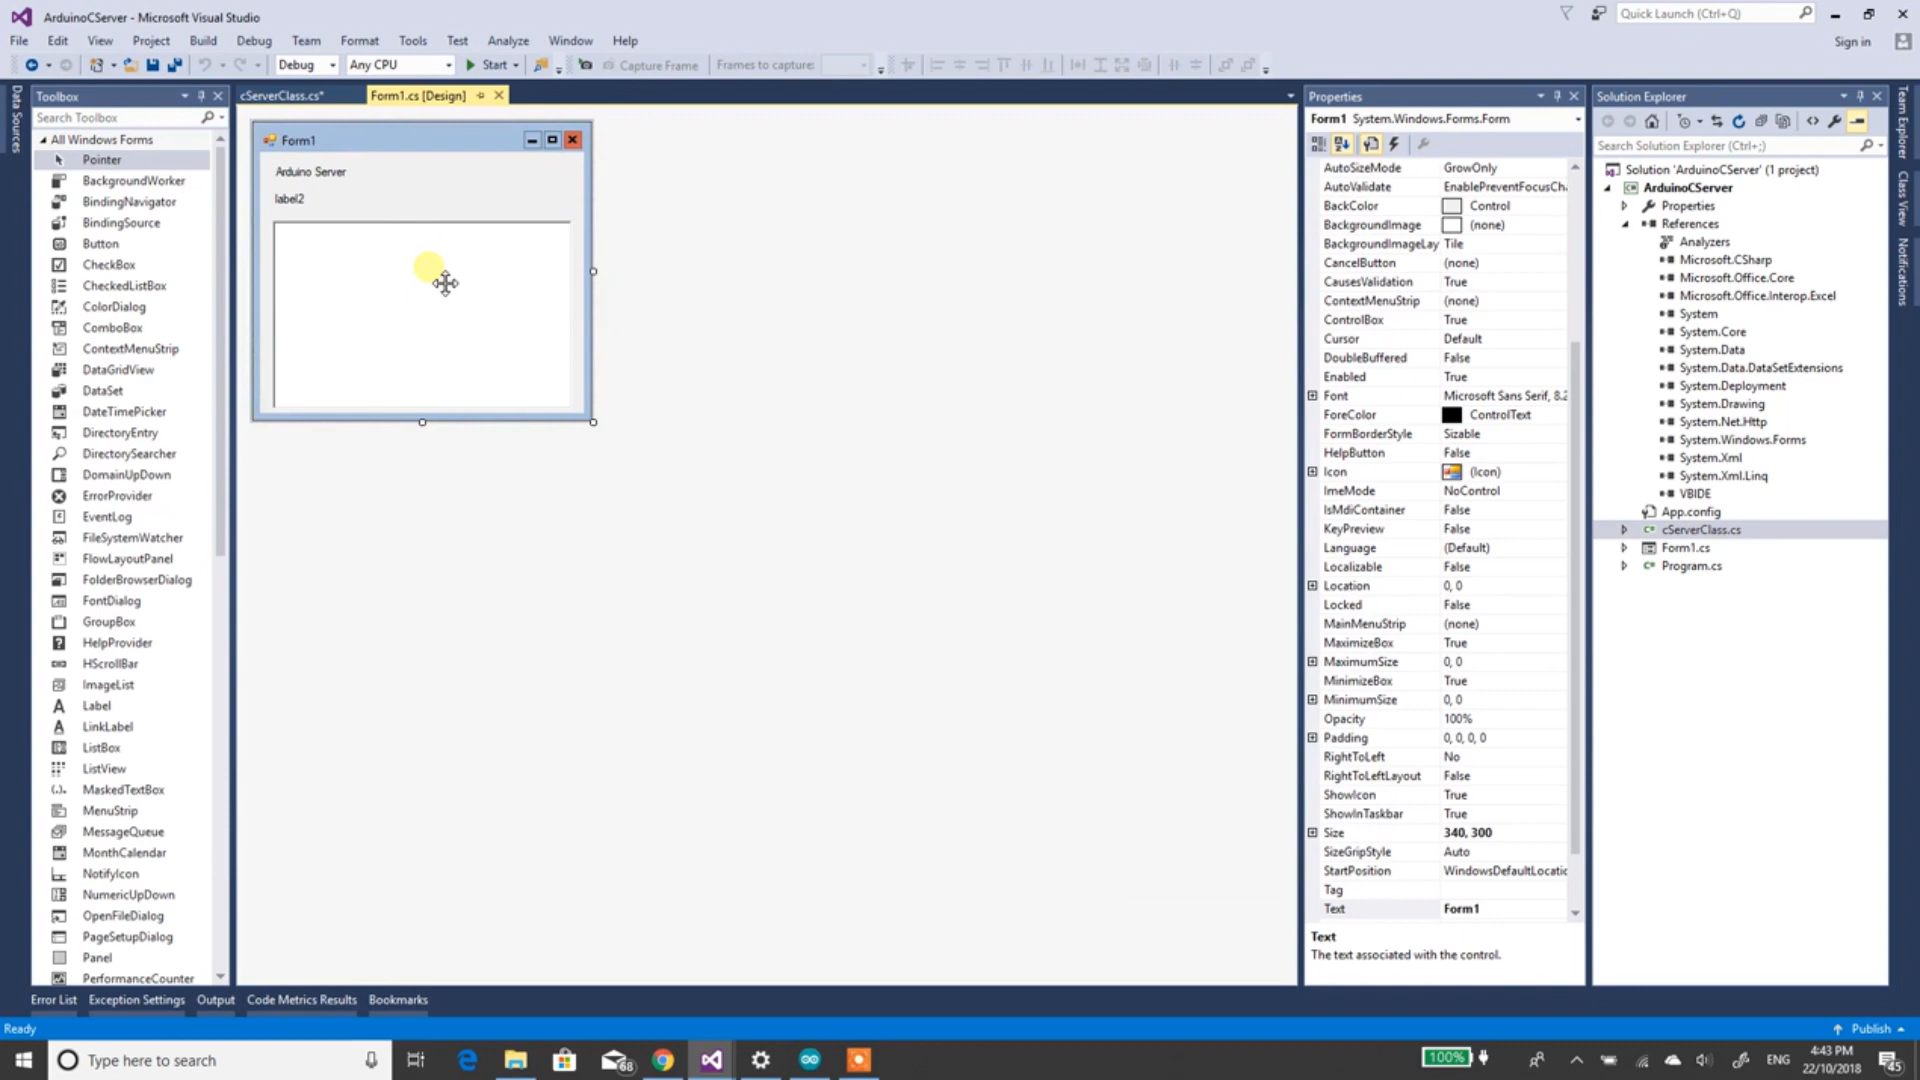 ArduinoCServer - Microsoft Visual Studio
Quick Launch (Ctrl+Q)
File Edit View Project Build Debug Team Format Tools Test Analyze Window Help
Sign in
Debug Any CPU Start Capture Frame Frames to capture:
Data Sources
Toolbox
Search Toolbox
All Windows Forms
Pointer
BackgroundWorker
BindingNavigator
BindingSource
Button
CheckBox
CheckedListBox
ColorDialog
ComboBox
ContextMenuStrip
DataGridView
DataSet
DateTimePicker
DirectoryEntry
DirectorySearcher
DomainUpDown
ErrorProvider
EventLog
FileSystemWatcher
FlowLayoutPanel
FolderBrowserDialog
FontDialog
GroupBox
HelpProvider
HScrollBar
ImageList
Label
LinkLabel
ListBox
ListView
MaskedTextBox
MenuStrip
MessageQueue
MonthCalendar
NotifyIcon
NumericUpDown
OpenFileDialog
PageSetupDialog
Panel
PerformanceCounter
cServerClass.cs* Form1.cs [Design]
Form1
Arduino Server
label2
Properties
Form1 System.Windows.Forms.Form
AutoSizeMode GrowOnly
AutoValidate EnablePreventFocusCha
BackColor Control
BackgroundImage (none)
BackgroundImageLay Tile
CancelButton (none)
CausesValidation True
ContextMenuStrip (none)
ControlBox True
Cursor Default
DoubleBuffered False
Enabled True
Font Microsoft Sans Serif, 8.2
ForeColor ControlText
FormBorderStyle Sizable
HelpButton False
Icon (Icon)
ImeMode NoControl
IsMdiContainer False
KeyPreview False
Language (Default)
Localizable False
Location 0, 0
Locked False
MainMenuStrip (none)
MaximizeBox True
MaximumSize 0, 0
MinimizeBox True
MinimumSize 0, 0
Opacity 100%
Padding 0, 0, 0, 0
RightToLeft No
RightToLeftLayout False
ShowIcon True
ShowInTaskbar True
Size 340, 300
SizeGripStyle Auto
StartPosition WindowsDefaultLocatio
Tag
Text Form1
Text
The text associated with the control.
Solution Explorer
Search Solution Explorer (Ctrl+;)
Solution 'ArduinoCServer' (1 project)
ArduinoCServer
Properties
References
Analyzers
Microsoft.CSharp
Microsoft.Office.Core
Microsoft.Office.Interop.Excel
System
System.Core
System.Data
System.Data.DataSetExtensions
System.Deployment
System.Drawing
System.Net.Http
System.Windows.Forms
System.Xml
System.Xml.Linq
VBIDE
App.config
cServerClass.cs
Form1.cs
Program.cs
Team Explorer
Class View
Notifications
Error List Exception Settings Output Code Metrics Results Bookmarks
Ready
Publish
Type here to search
68
100%
ENG
4:43 PM
22/10/2018
45